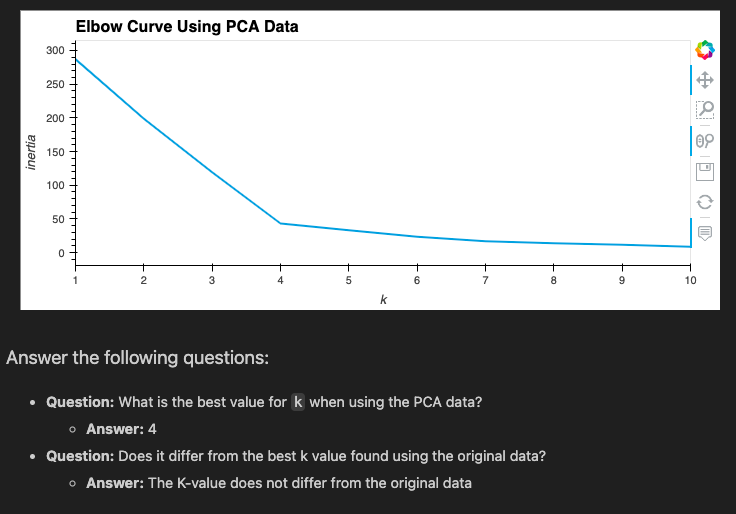 Elbow Curve Using PCA Data
300
250
200
150
100
50
0
inertia
1 2 3 4 5 6 7 8 9 10
k
Answer the following questions:
• Question: What is the best value for k when using the PCA data?
◦ Answer: 4
• Question: Does it differ from the best k value found using the original data?
◦ Answer: The K-value does not differ from the original data